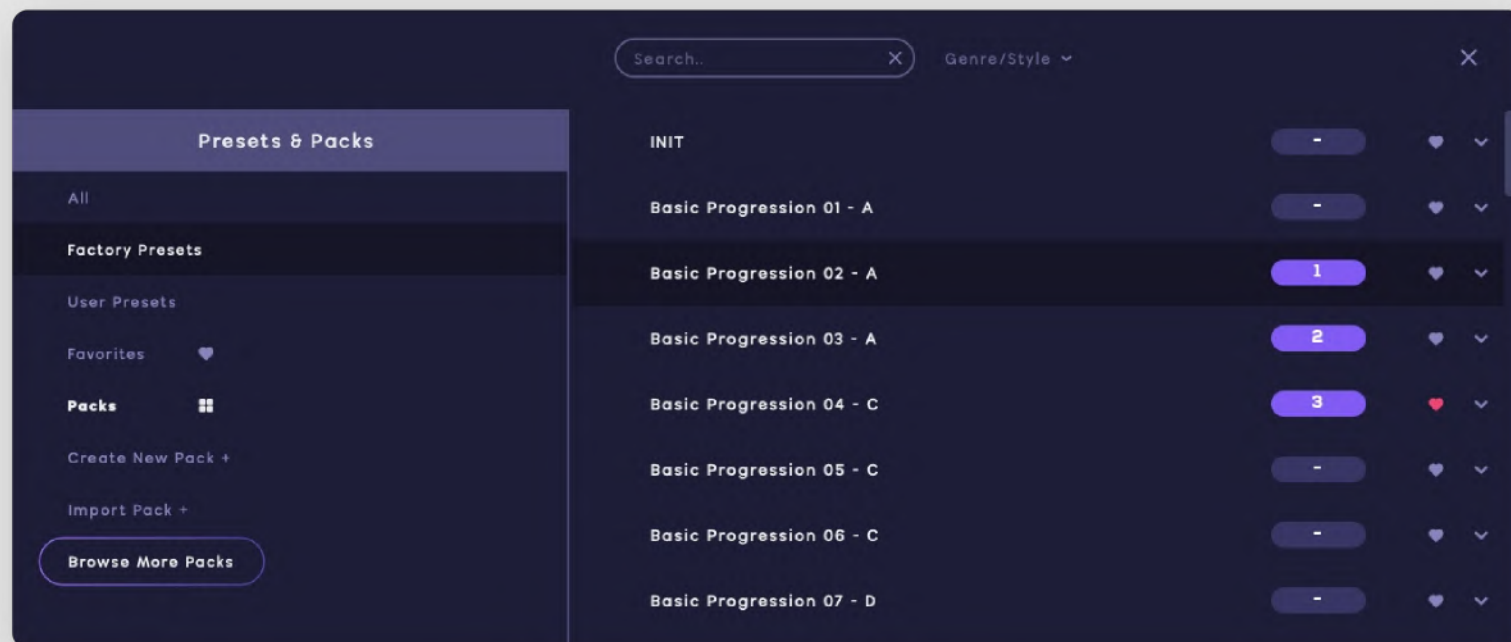 Search..
Genre/Style
Presets & Packs
All
Factory Presets
User Presets
Favorites
Packs
Create New Pack +
Import Pack +
Browse More Packs
INIT -
Basic Progression 01 - A -
Basic Progression 02 - A 1
Basic Progression 03 - A 2
Basic Progression 04 - C 3
Basic Progression 05 - C -
Basic Progression 06 - C -
Basic Progression 07 - D -